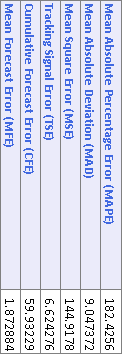 Mean Absolute Percentage Error (MAPE) 182.4256
Mean Absolute Deviation (MAD) 9.047372
Mean Square Error (MSE) 144.9178
Tracking Signal Error (TSE) 6.624276
Cumulative Forecast Error (CFE) 59.93229
Mean Forecast Error (MFE) 1.872884